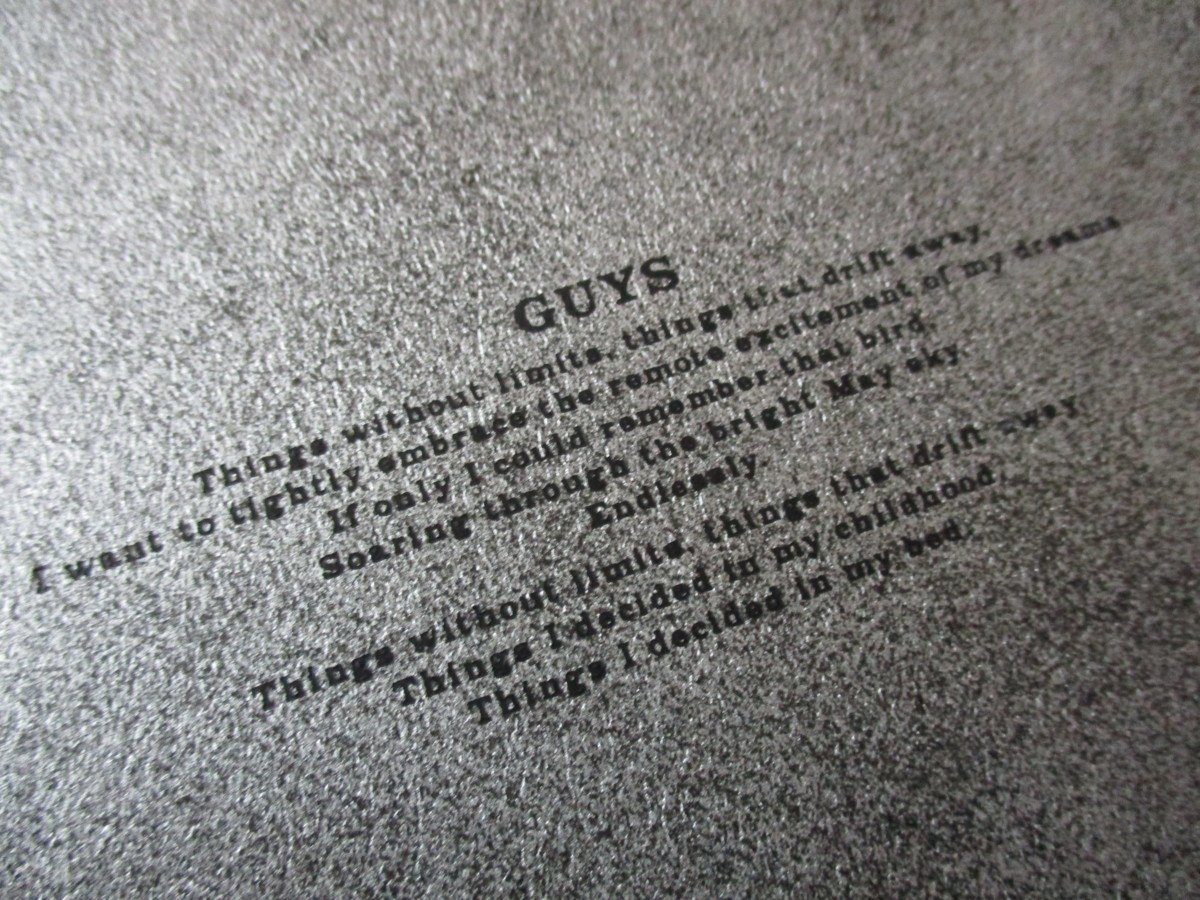 GUYS
Things without limits, things that drift away.
I want to tightly embrace the remote excitement of my dreams
If only I could remember that bird,
Soaring through the bright May sky.
Endlessly.
Things without limits, things that drift away,
Things I decided in my childhood,
Things I decided in my bed.